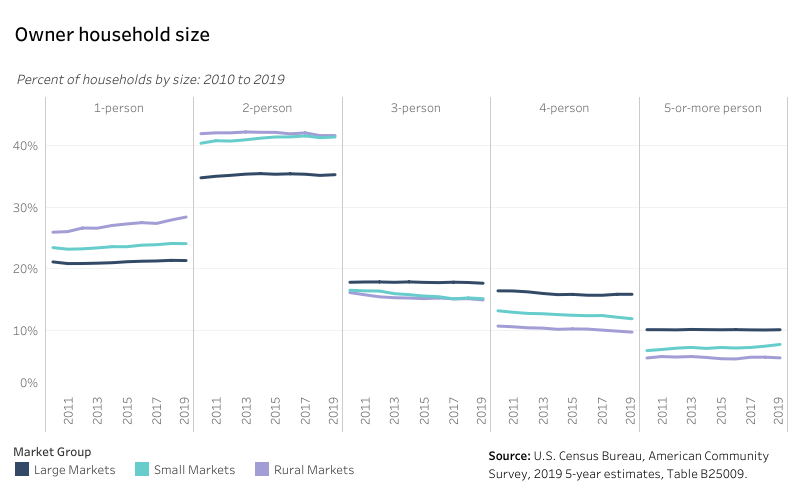 Owner household size
Percent of households by size: 2010 to 2019
1-person 2-person 3-person 4-person 5-or-more person
40%
30%
20%
10%
0%
2011 2013 2015 2017 2019 2011 2013 2015 2017 2019 2011 2013 2015 2017 2019 2011 2013 2015 2017 2019 2011 2013 2015 2017 2019
Market Group
Large Markets Small Markets Rural Markets
Source: U.S. Census Bureau, American Community
Survey, 2019 5-year estimates, Table B25009.